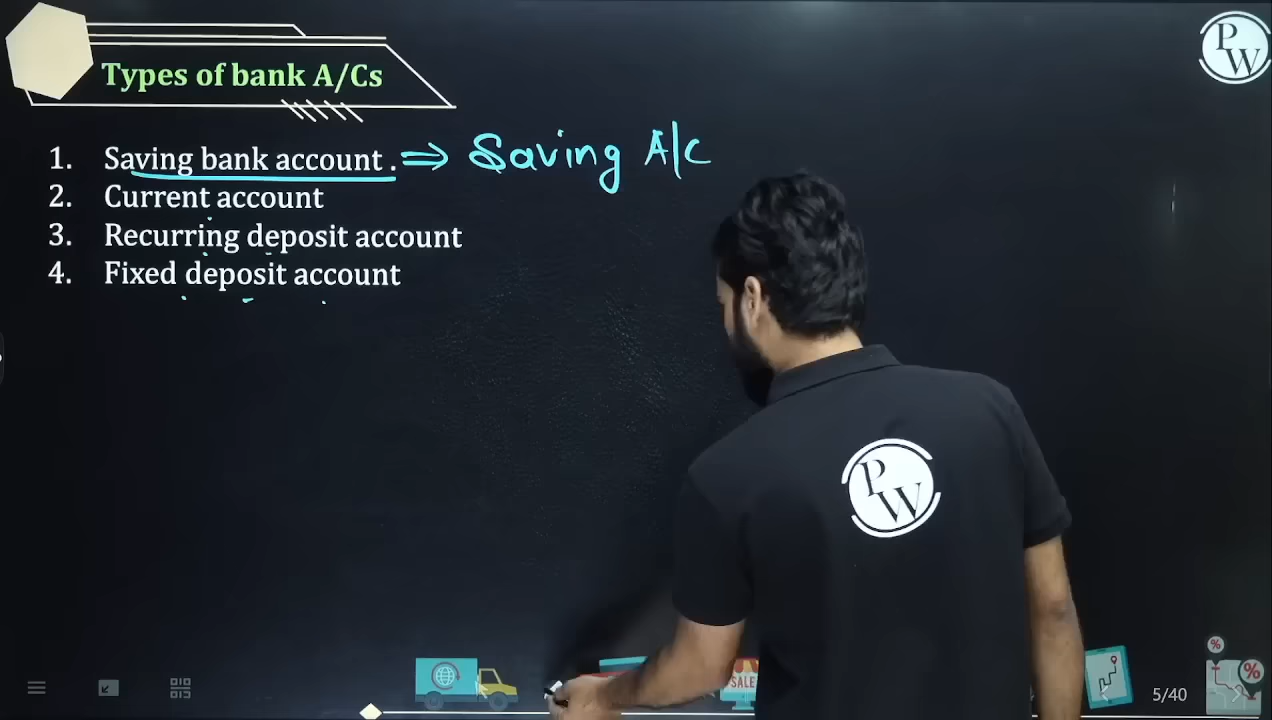 Types of bank A/Cs
P W
1. Saving bank account . ⇒ Saving A/C
2. Current account
3. Recurring deposit account
4. Fixed deposit account
P W
SALE
%
%
5/40